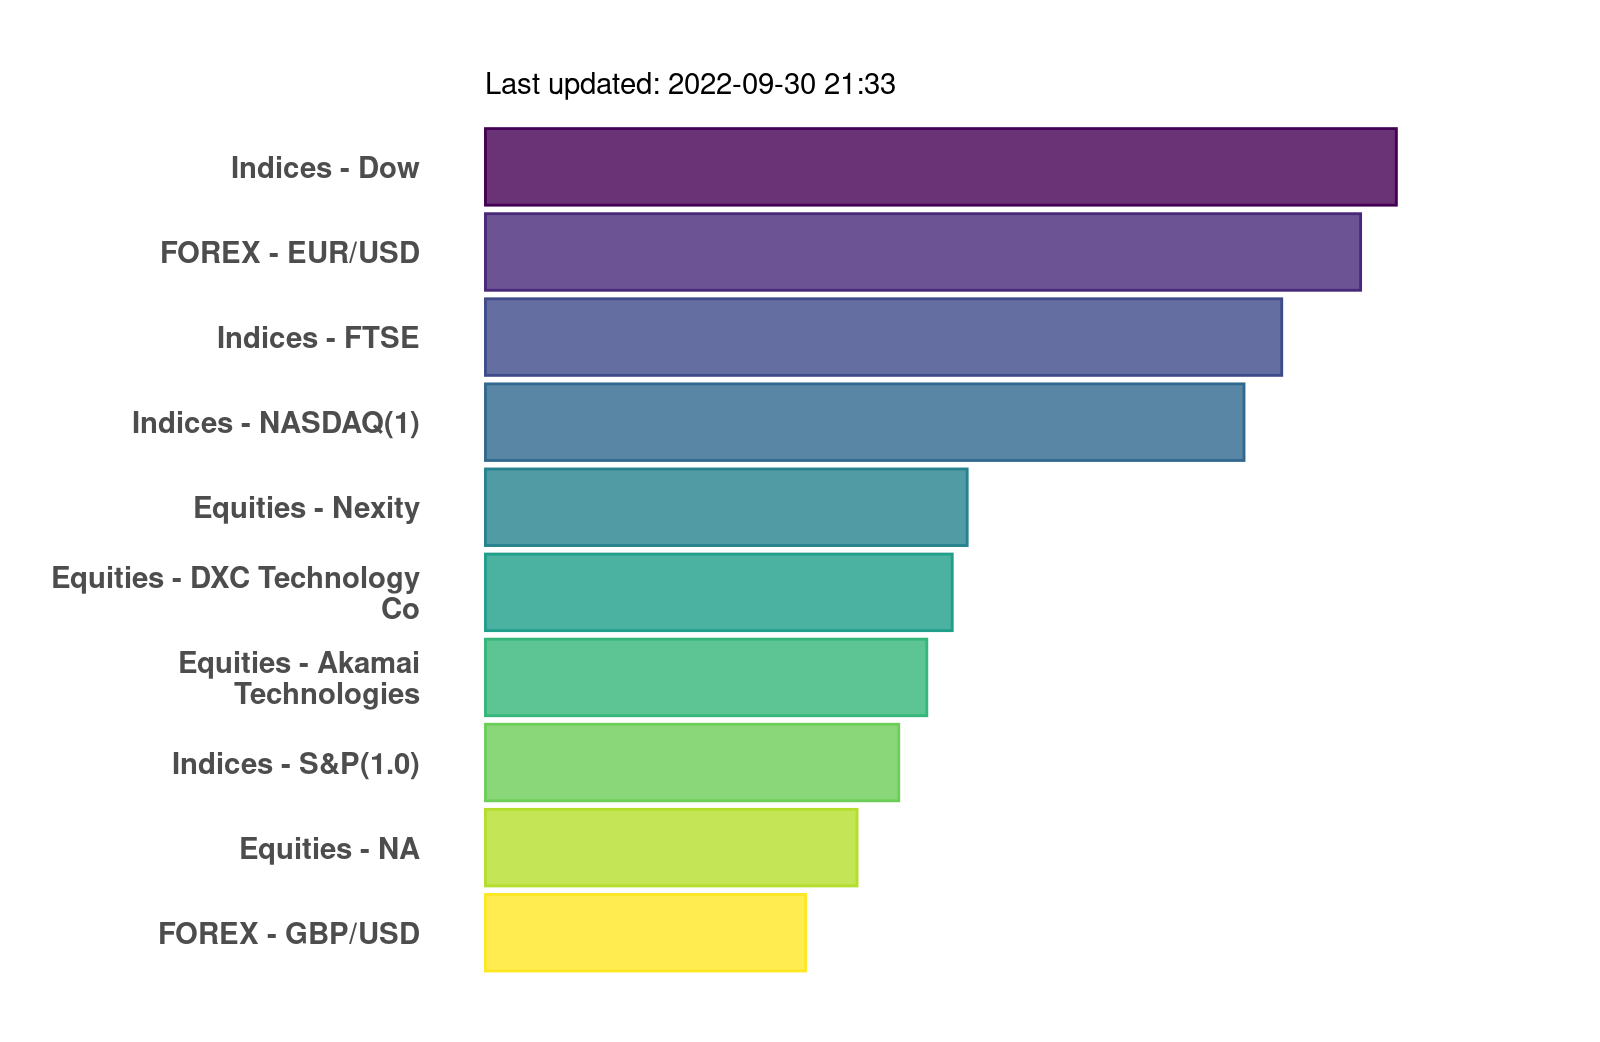 Last updated: 2022-09-30 21:33
Indices - Dow
FOREX - EUR/USD
Indices - FTSE
Indices - NASDAQ(1)
Equities - Nexity
Equities - DXC Technology
Co
Equities - Akamai
Technologies
Indices - S&P(1.0)
Equities - NA
FOREX - GBP/USD